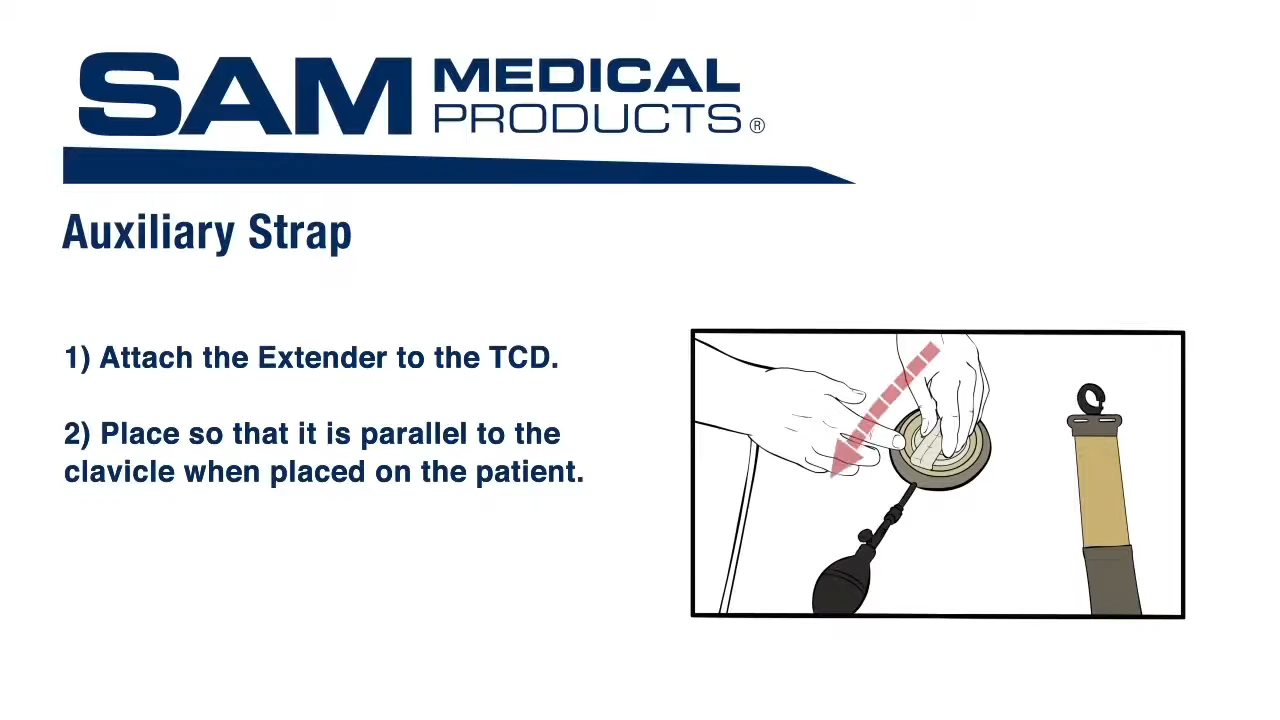 SAM MEDICAL
PRODUCTS®
Auxiliary Strap
1) Attach the Extender to the TCD.
2) Place so that it is parallel to the
clavicle when placed on the patient.